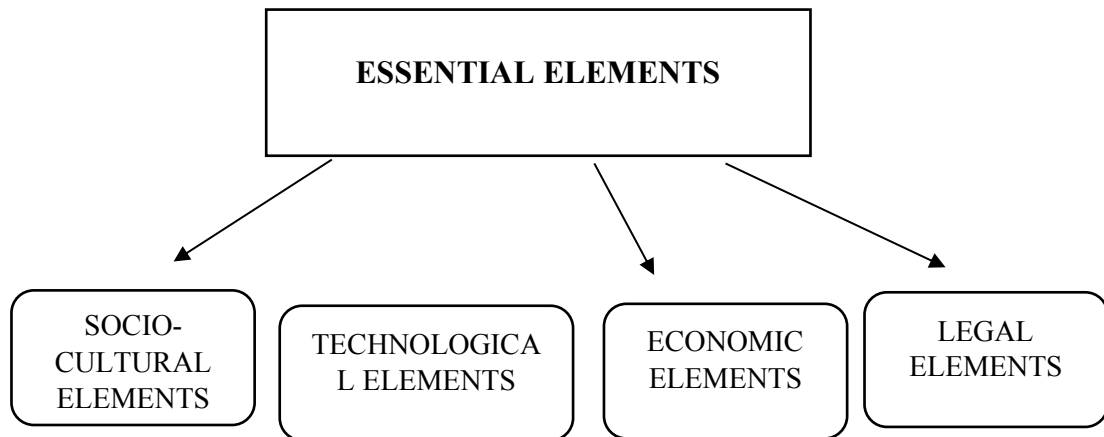 ESSENTIAL ELEMENTS
SOCIO-
CULTURAL
ELEMENTS
TECHNOLOGICA
L ELEMENTS
ECONOMIC
ELEMENTS
LEGAL
ELEMENTS